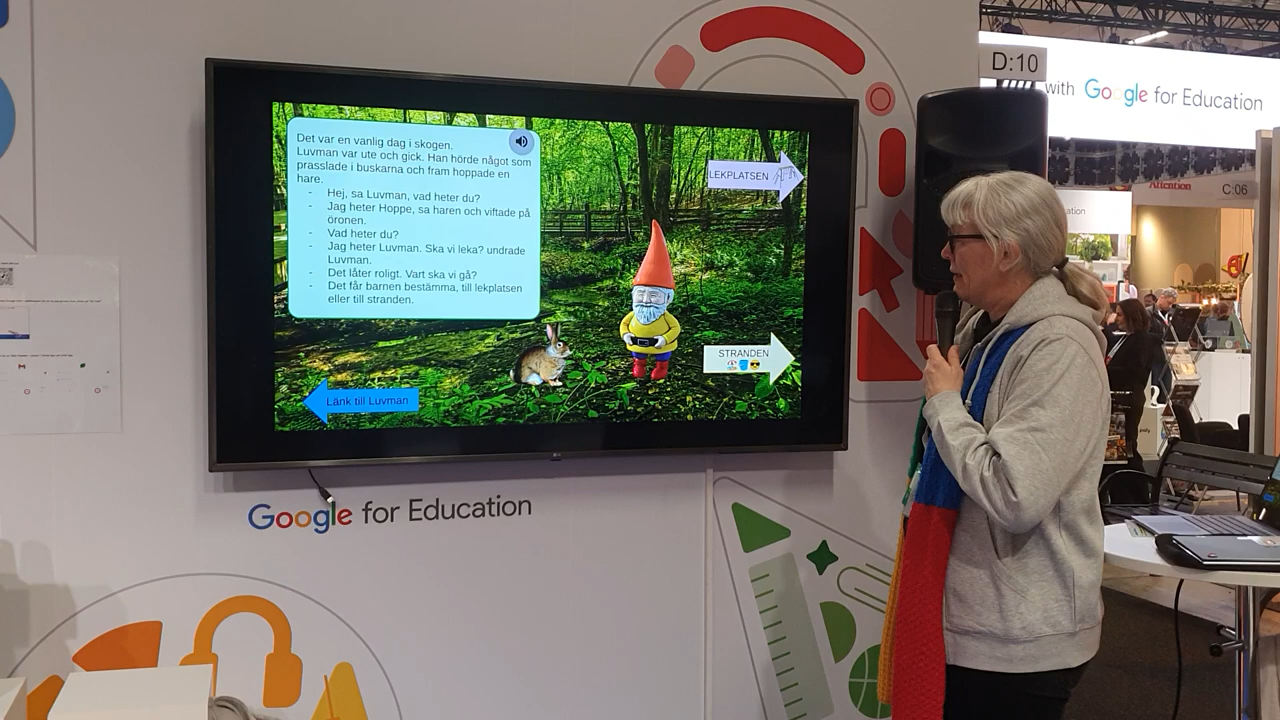 Det var en vanlig dag i skogen.
Luvman var ute och gick. Han hörde något som
prasslade i buskarna och fram hoppade en
hare.
- Hej, sa Luvman, vad heter du?
- Jag heter Hoppe, sa haren och viftade på
öronen.
- Vad heter du?
- Jag heter Luvman. Ska vi leka? undrade
Luvman.
- Det låter roligt. Vart ska vi gå?
- Det får barnen bestämma, till lekplatsen
eller till stranden.
LEKPLATSEN
STRANDEN
Länk till Luvman
LG
Google for Education
D:10
with Google for Education
Attention
C:06